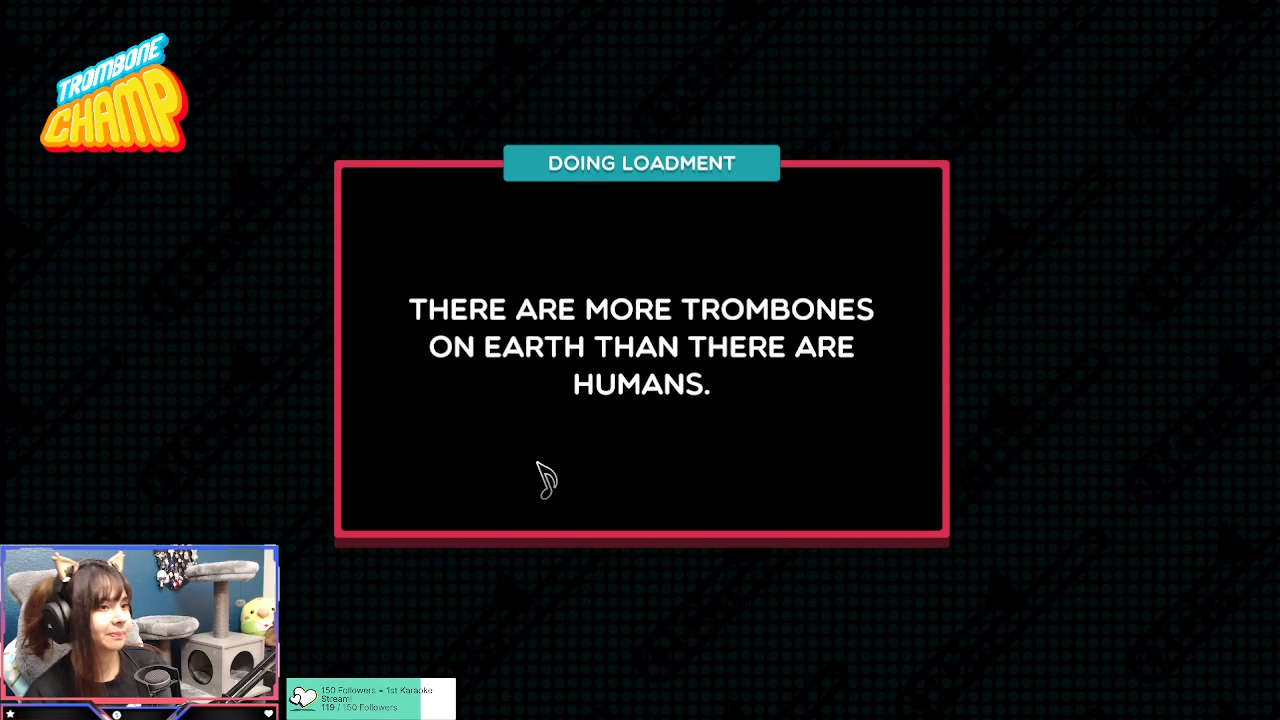 TROMBONE
CHAMP
DOING LOADMENT
THERE ARE MORE TROMBONES
ON EARTH THAN THERE ARE
HUMANS.
150 Followers = 1st Karaoke
Stream!
119 / 150 Followers